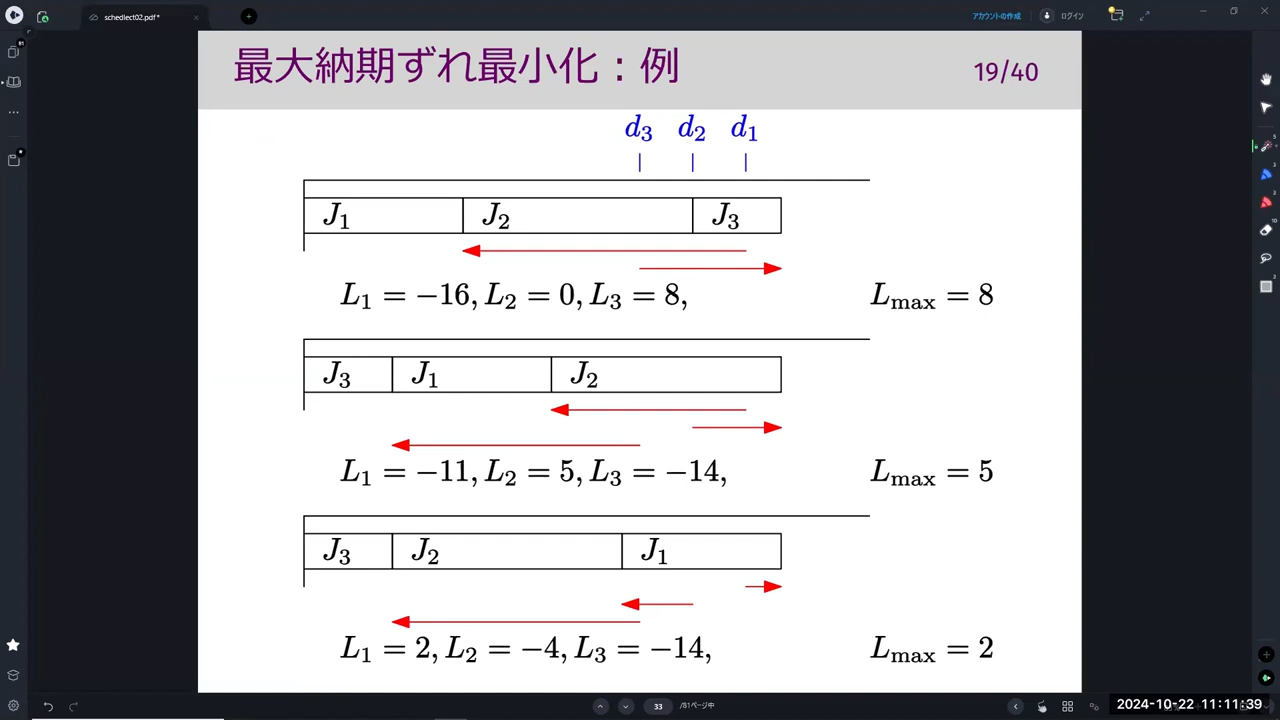 schedlect02.pdf*
アカウントの作成
ログイン
最大納期ずれ最小化：例
19/40
d3 d2 d1
J1 J2 J3
L1 = −16, L2 = 0, L3 = 8, Lmax = 8
J3 J1 J2
L1 = −11, L2 = 5, L3 = −14, Lmax = 5
J3 J2 J1
L1 = 2, L2 = −4, L3 = −14, Lmax = 2
33 /81ページ中
2024-10-22 11:11:39